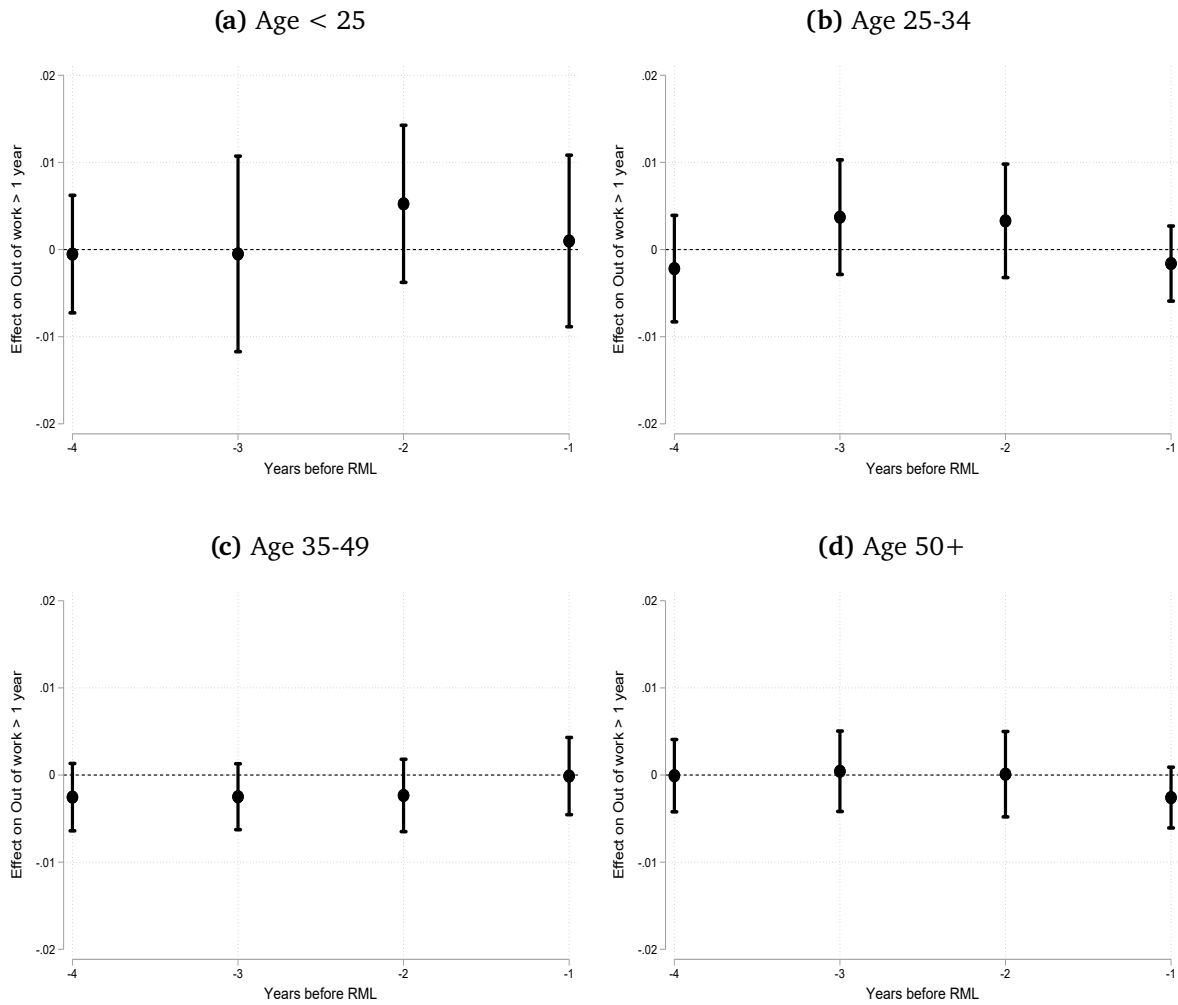 (a) Age < 25
Effect on Out of work > 1 year
.02
.01
0
-.01
-.02
-4 -3 -2 -1
Years before RML
(b) Age 25-34
Effect on Out of work > 1 year
.02
.01
0
-.01
-.02
-4 -3 -2 -1
Years before RML
(c) Age 35-49
Effect on Out of work > 1 year
.02
.01
0
-.01
-.02
-4 -3 -2 -1
Years before RML
(d) Age 50+
Effect on Out of work > 1 year
.02
.01
0
-.01
-.02
-4 -3 -2 -1
Years before RML